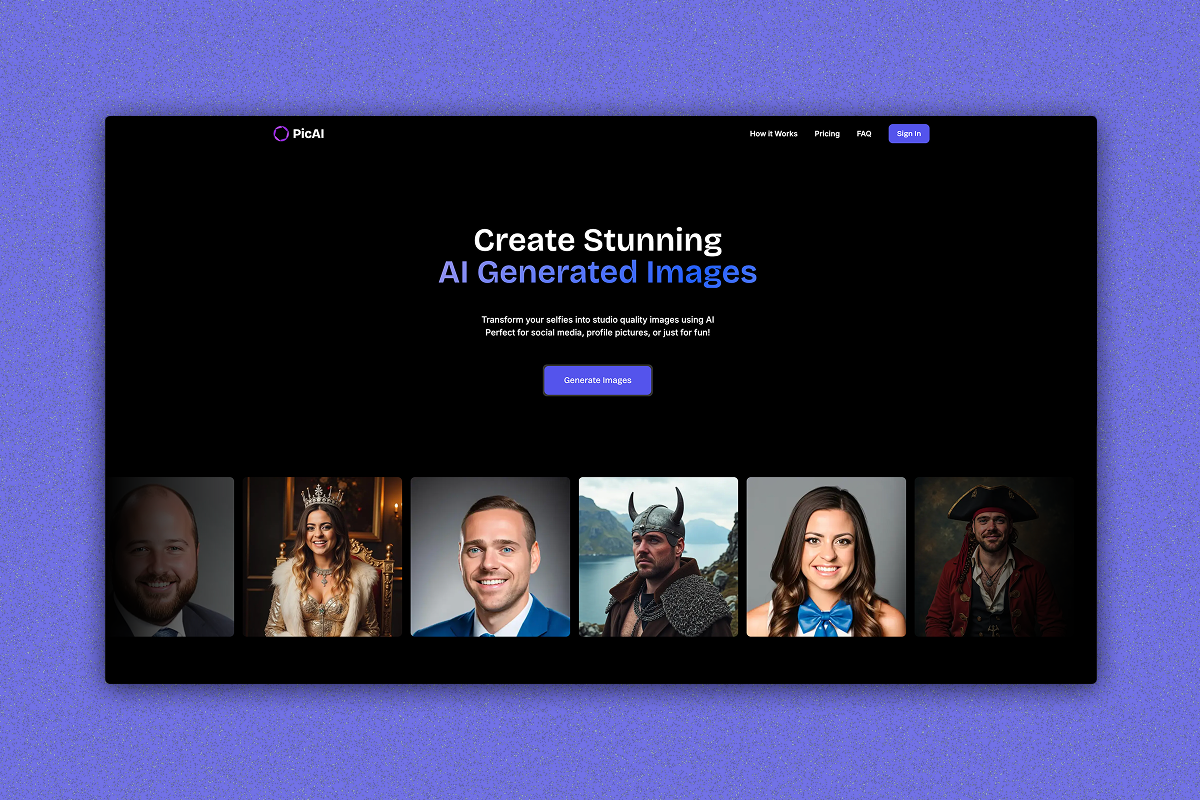 PicAI
How it Works
Pricing
FAQ
Sign In
Create Stunning
AI Generated Images
Transform your selfies into studio quality images using AI
Perfect for social media, profile pictures, or just for fun!
Generate Images